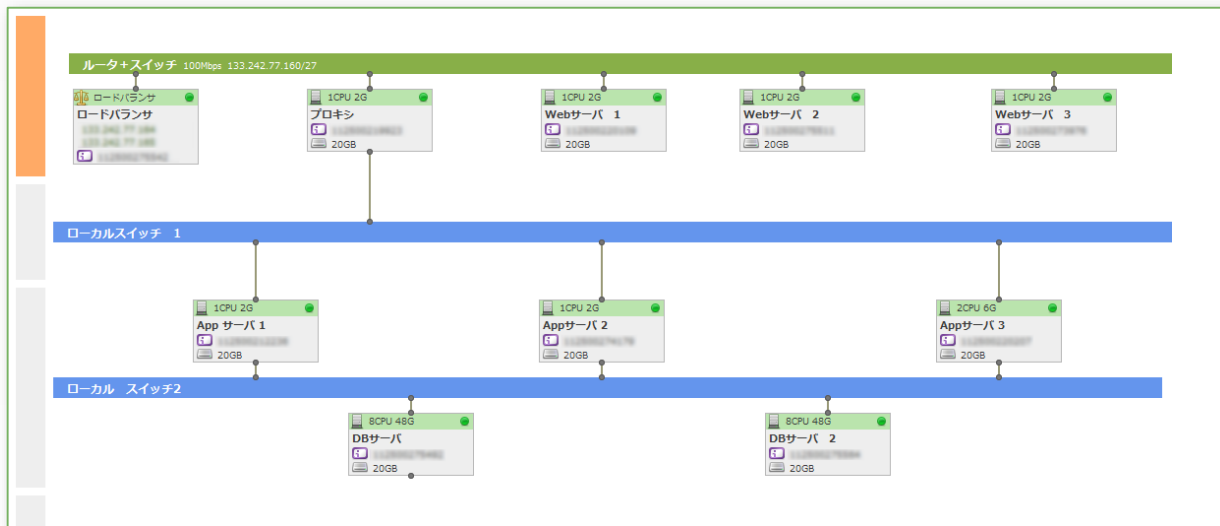 ルータ+スイッチ 100Mbps 133.242.77.160/27
ロードバランサ
ロードバランサ
1CPU 2G
プロキシ
20GB
1CPU 2G
Webサーバ 1
20GB
1CPU 2G
Webサーバ 2
20GB
1CPU 2G
Webサーバ 3
20GB
ローカルスイッチ 1
1CPU 2G
App サーバ 1
20GB
1CPU 2G
Appサーバ 2
20GB
2CPU 6G
Appサーバ 3
20GB
ローカル スイッチ2
8CPU 48G
DBサーバ
20GB
8CPU 48G
DBサーバ 2
20GB